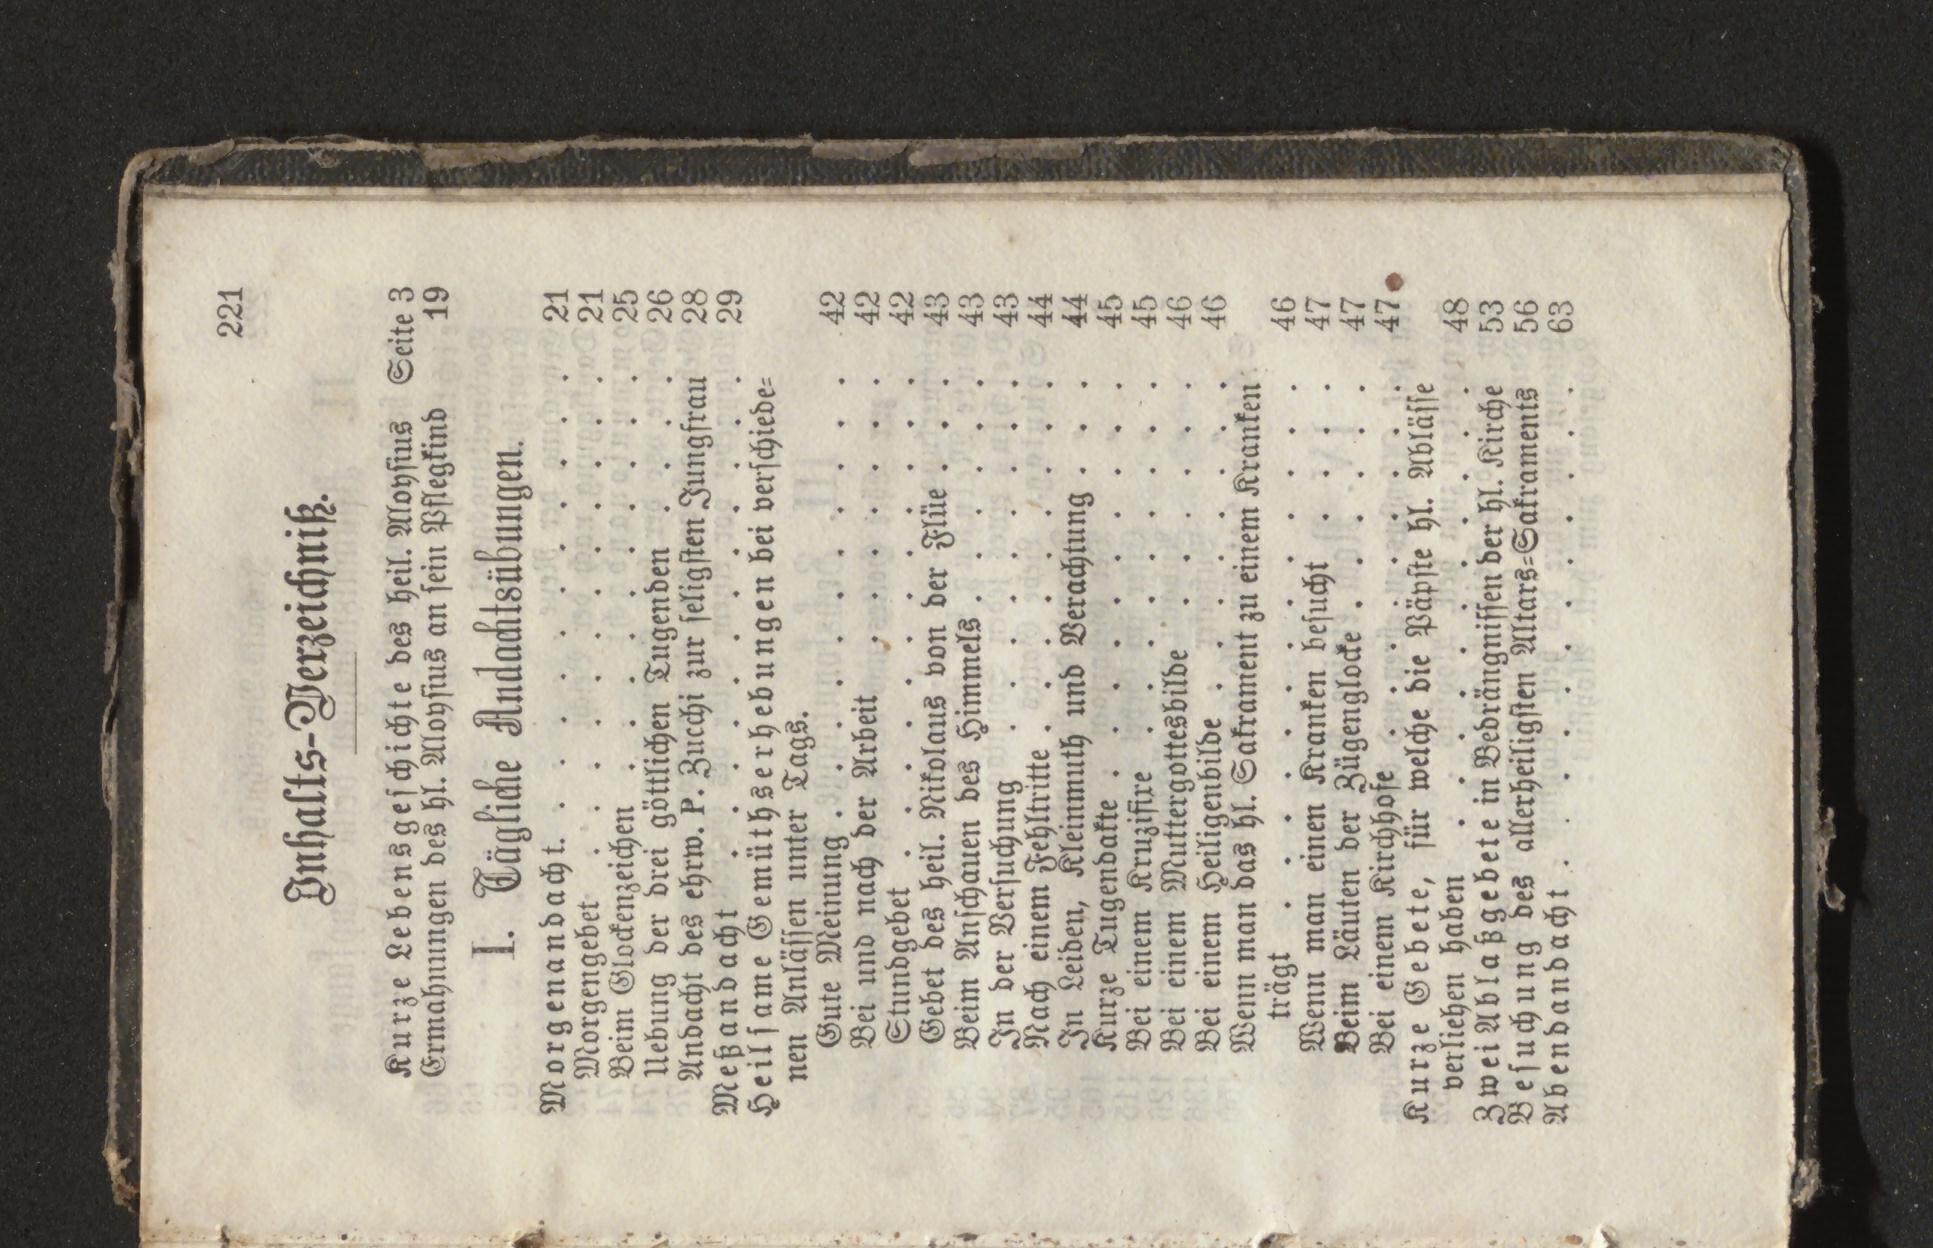 221
Inhalts-Verzeichniß.
Kurze Lebensgeschichte des heil. Aloysius Seite 3
Ermahnungen des hl. Aloysius an sein Pflegkind 19
I. Tägliche Andachtsübungen.
Morgenandacht. . . . . . . . 21
Morgengebet . . . . . . . . 21
Beim Glockenzeichen . . . . . . . . 25
Uebung der drei göttlichen Tugenden . . . . 26
Andacht des ehrw. P. Zucchi zur seligsten Jungfrau 28
Meßandacht . . . . . . . . 29
Heilsame Gemüthserhebungen bei verschiede=
nen Anlässen unter Tags.
Gute Meinung . . . . . . . . 42
Bei und nach der Arbeit . . . . . . . 42
Stundgebet . . . . . . . . 42
Gebet des heil. Nikolaus von der Flüe . . . 43
Beim Anschauen des Himmels . . . . . . 43
In der Versuchung . . . . . . . . 43
Nach einem Fehltritte . . . . . . . . 44
In Leiden, Kleinmuth und Verachtung . . . 44
Kurze Tugendakte . . . . . . . . 45
Bei einem Kruzifixe . . . . . . . . 45
Bei einem Muttergottesbilde . . . . . . 46
Bei einem Heiligenbilde . . . . . . . 46
Wenn man das hl. Sakrament zu einem Kranken
trägt . . . . . . . . 46
Wenn man einen Kranken besucht . . . . 47
Beim Läuten der Zügenglocke . . . . . . 47
Bei einem Kirchhofe . . . . . . . . 47
Kurze Gebete, für welche die Päpste hl. Ablässe
verliehen haben . . . . . . . . 48
Zwei Ablaßgebete in Bedrängnissen der hl. Kirche 53
Besuchung des allerheiligsten Altars=Sakraments 56
Abendandacht . . . . . . . . 63